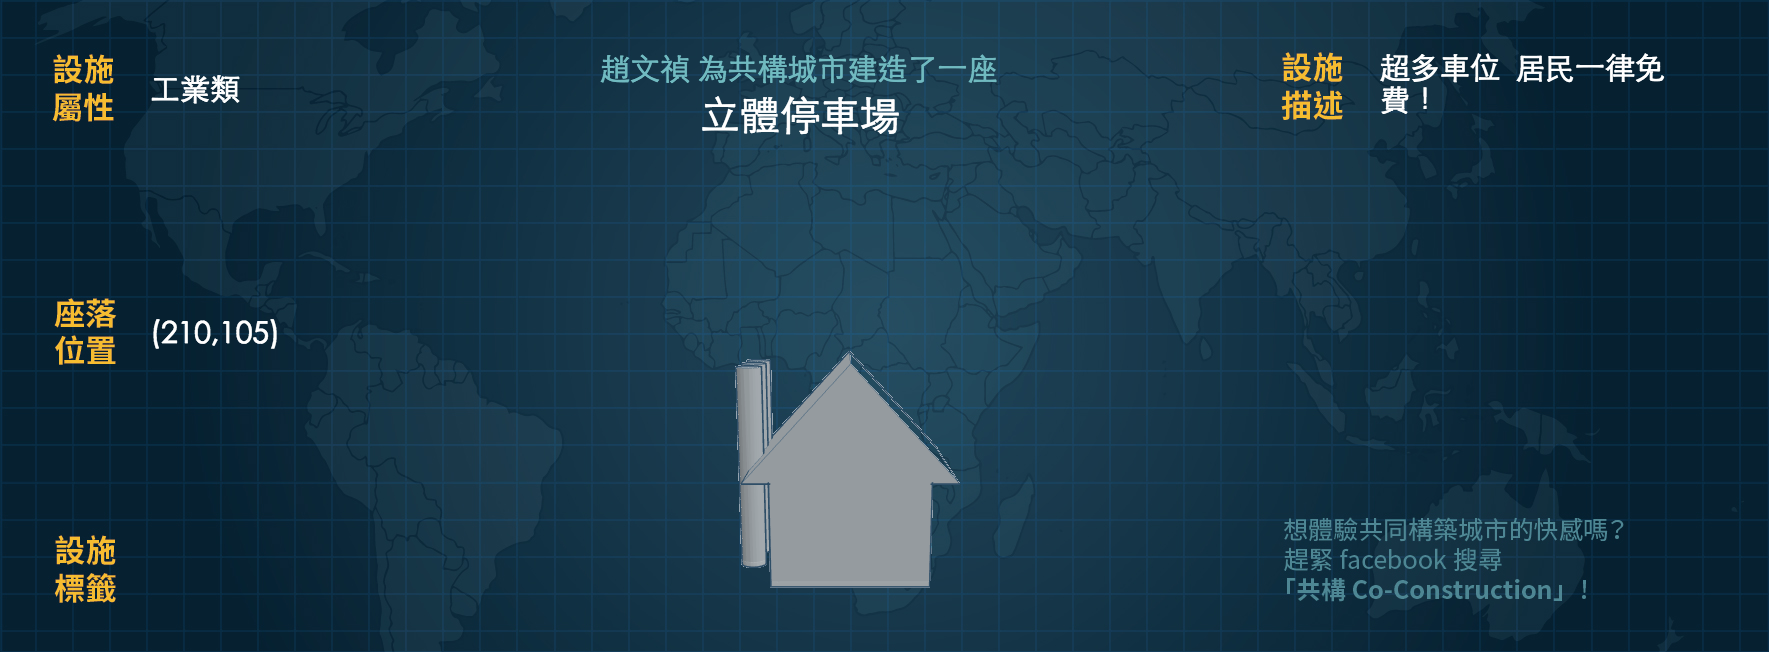 設施
屬性
工業類
趙文禎 為共構城市建造了一座
立體停車場
設施
描述
超多車位 居民一律免
費！
座落
位置
(210,105)
設施
標籤
想體驗共同構築城市的快感嗎？
趕緊 facebook 搜尋
「共構 Co-Construction」！